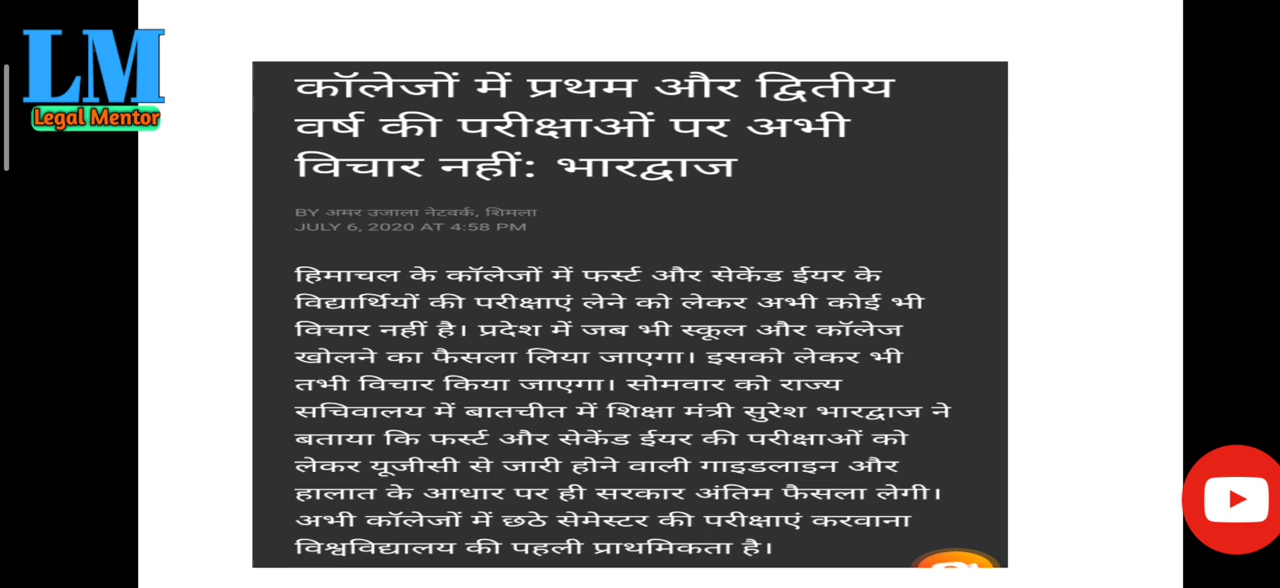 LM
Legal Mentor
कॉलेजों में प्रथम और द्वितीय
वर्ष की परीक्षाओं पर अभी
विचार नहीं: भारद्वाज
BY अमर उजाला नेटवर्क, शिमला
JULY 6, 2020 AT 4:58 PM
हिमाचल के कॉलेजों में फर्स्ट और सेकेंड ईयर के
विद्यार्थियों की परीक्षाएं लेने को लेकर अभी कोई भी
विचार नहीं है। प्रदेश में जब भी स्कूल और कॉलेज
खोलने का फैसला लिया जाएगा। इसको लेकर भी
तभी विचार किया जाएगा। सोमवार को राज्य
सचिवालय में बातचीत में शिक्षा मंत्री सुरेश भारद्वाज ने
बताया कि फर्स्ट और सेकेंड ईयर की परीक्षाओं को
लेकर यूजीसी से जारी होने वाली गाइडलाइन और
हालात के आधार पर ही सरकार अंतिम फैसला लेगी।
अभी कॉलेजों में छठे सेमेस्टर की परीक्षाएं करवाना
विश्वविद्यालय की पहली प्राथमिकता है।